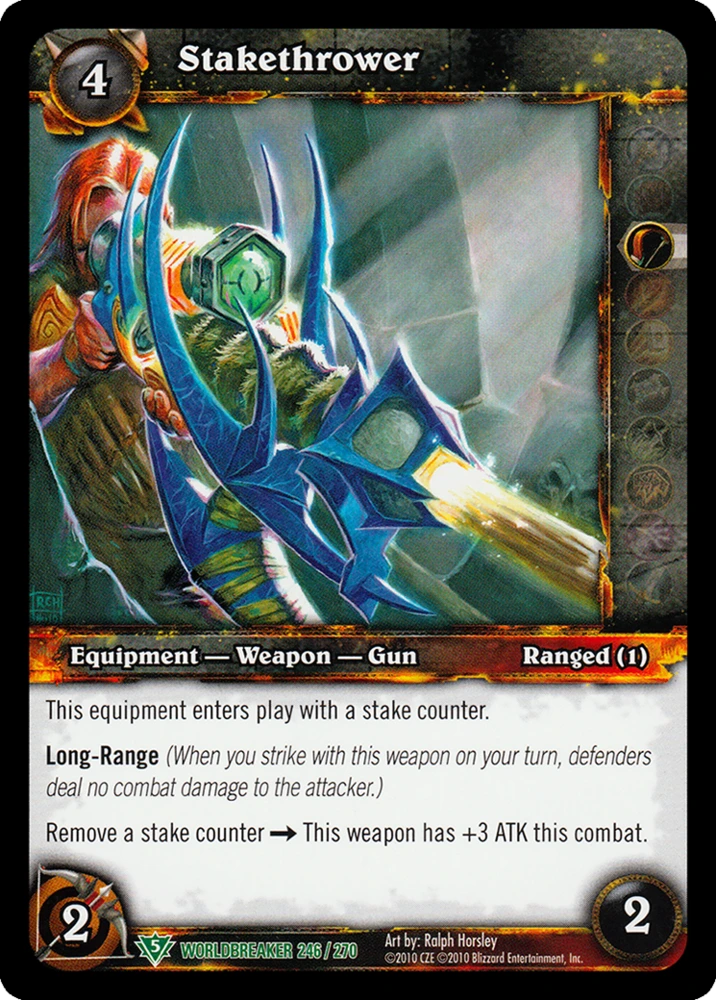 4
Stakethrower
RCH
Equipment — Weapon — Gun Ranged (1)
This equipment enters play with a stake counter.
Long-Range (When you strike with this weapon on your turn, defenders
deal no combat damage to the attacker.)
Remove a stake counter ➞ This weapon has +3 ATK this combat.
2
5
WORLDBREAKER 246 / 270
Art by: Ralph Horsley
©2010 CZE ©2010 Blizzard Entertainment, Inc.
2